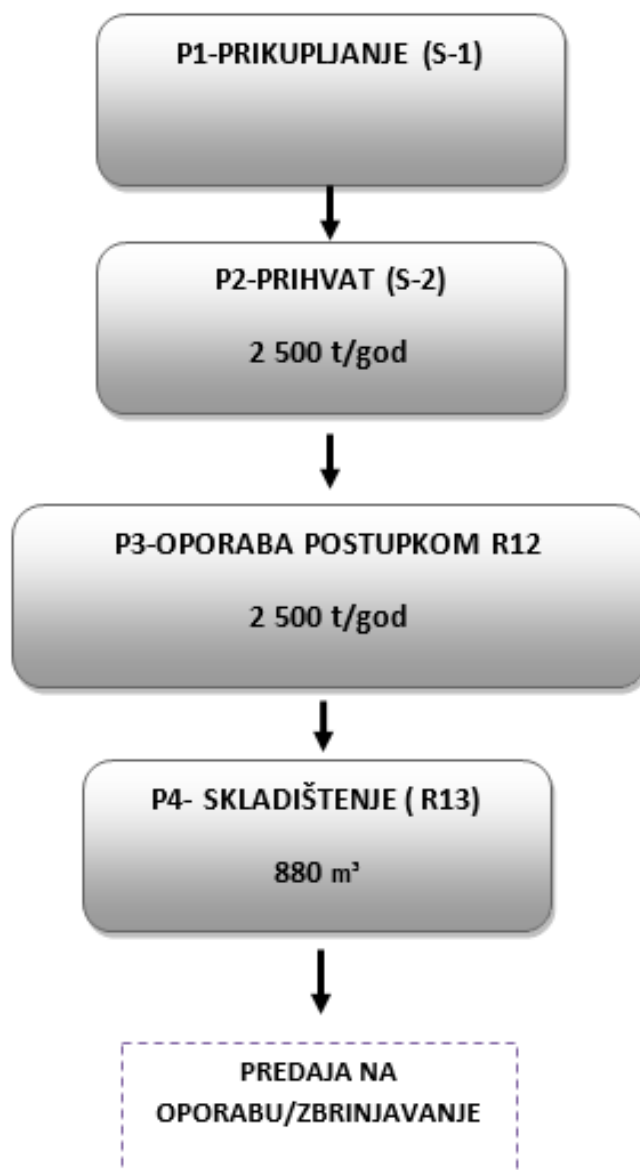 P1-PRIKUPLJANJE (S-1)
P2-PRIHVAT (S-2)
2 500 t/god
P3-OPORABA POSTUPKOM R12
2 500 t/god
P4- SKLADIŠTENJE ( R13)
880 m³
PREDAJA NA
OPORABU/ZBRINJAVANJE